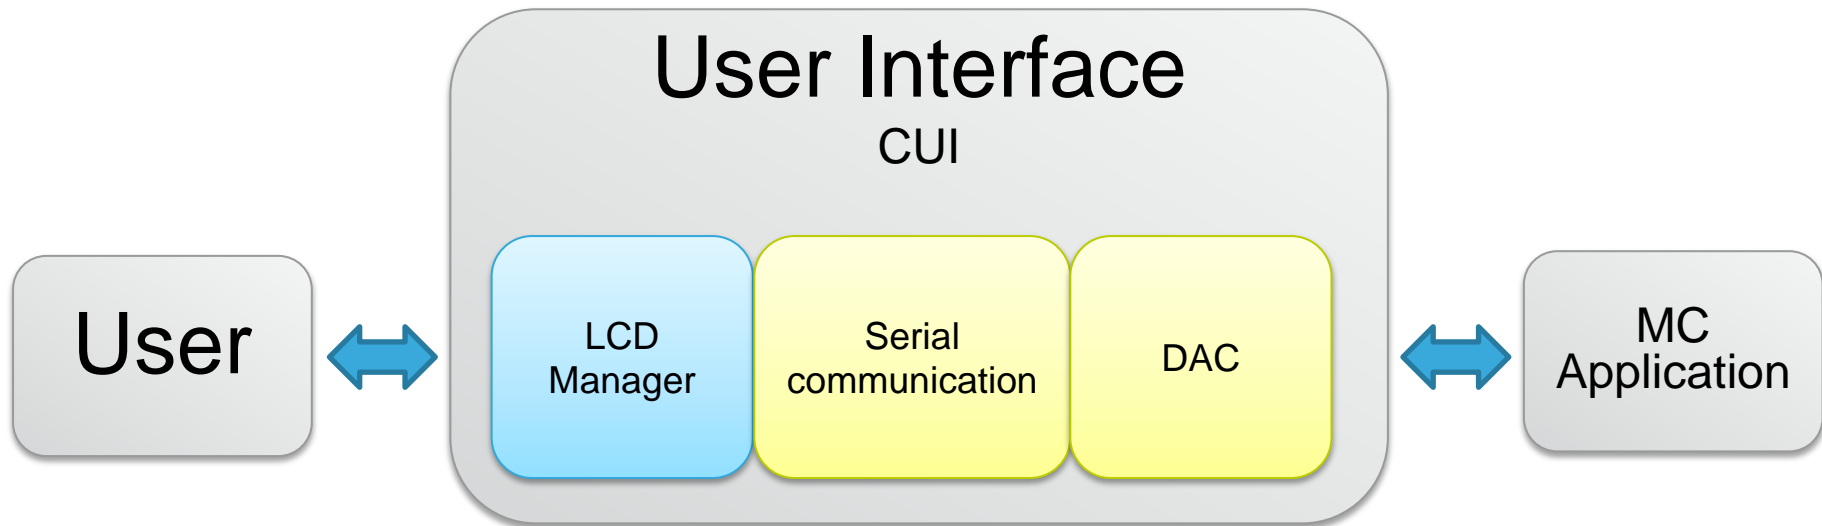 User Interface
CUI
User
LCD
Manager
Serial
communication
DAC
MC
Application